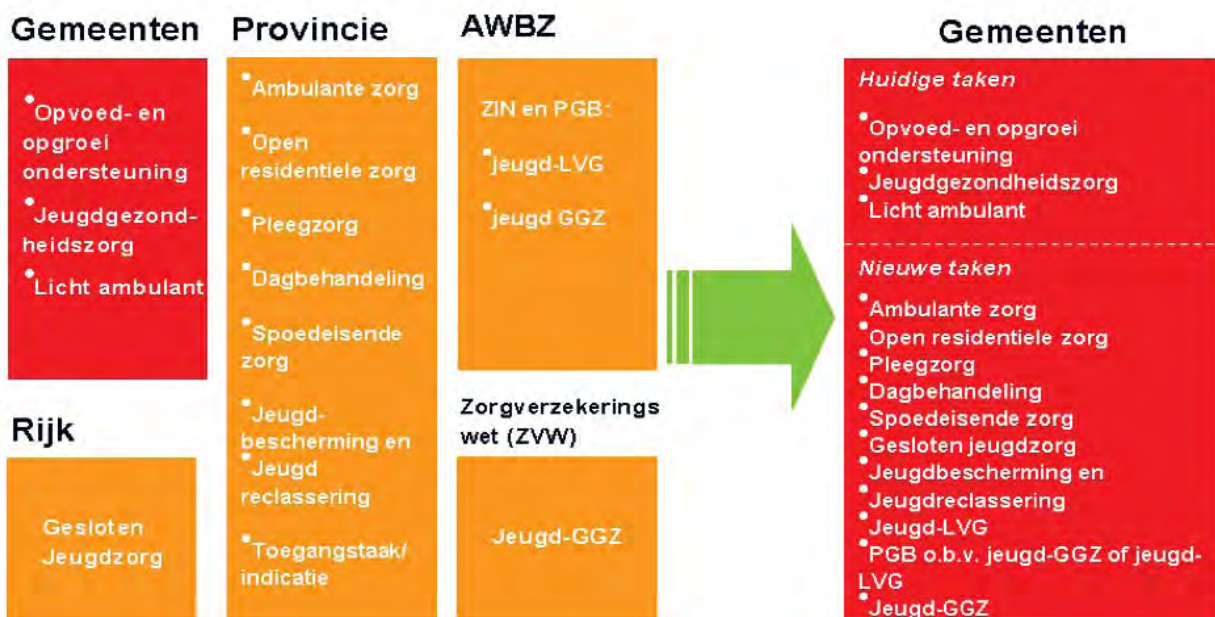 Gemeenten
•Opvoed- en
opgroei
ondersteuning
•Jeugdgezond-
heidszorg
•Licht ambulant
Rijk
Gesloten
Jeugdzorg
Provincie
•Ambulante zorg
•Open
residentiele zorg
•Pleegzorg
•Dagbehandeling
•Spoedeisende
zorg
•Jeugd-
bescherming en
•Jeugd
reclassering
•Toegangstaak/
indicatie
AWBZ
ZIN en PGB:
•jeugd-LVG
•jeugd GGZ
Zorgverzekerings
wet (ZVW)
Jeugd-GGZ
Gemeenten
Huidige taken
•Opvoed- en opgroei
ondersteuning
•Jeugdgezondheidszorg
•Licht ambulant
Nieuwe taken
•Ambulante zorg
•Open residentiele zorg
•Pleegzorg
•Dagbehandeling
•Spoedeisende zorg
•Gesloten jeugdzorg
•Jeugdbescherming en
•Jeugdreclassering
•Jeugd-LVG
•PGB o.b.v. jeugd-GGZ of jeugd-
LVG
•Jeugd-GGZ